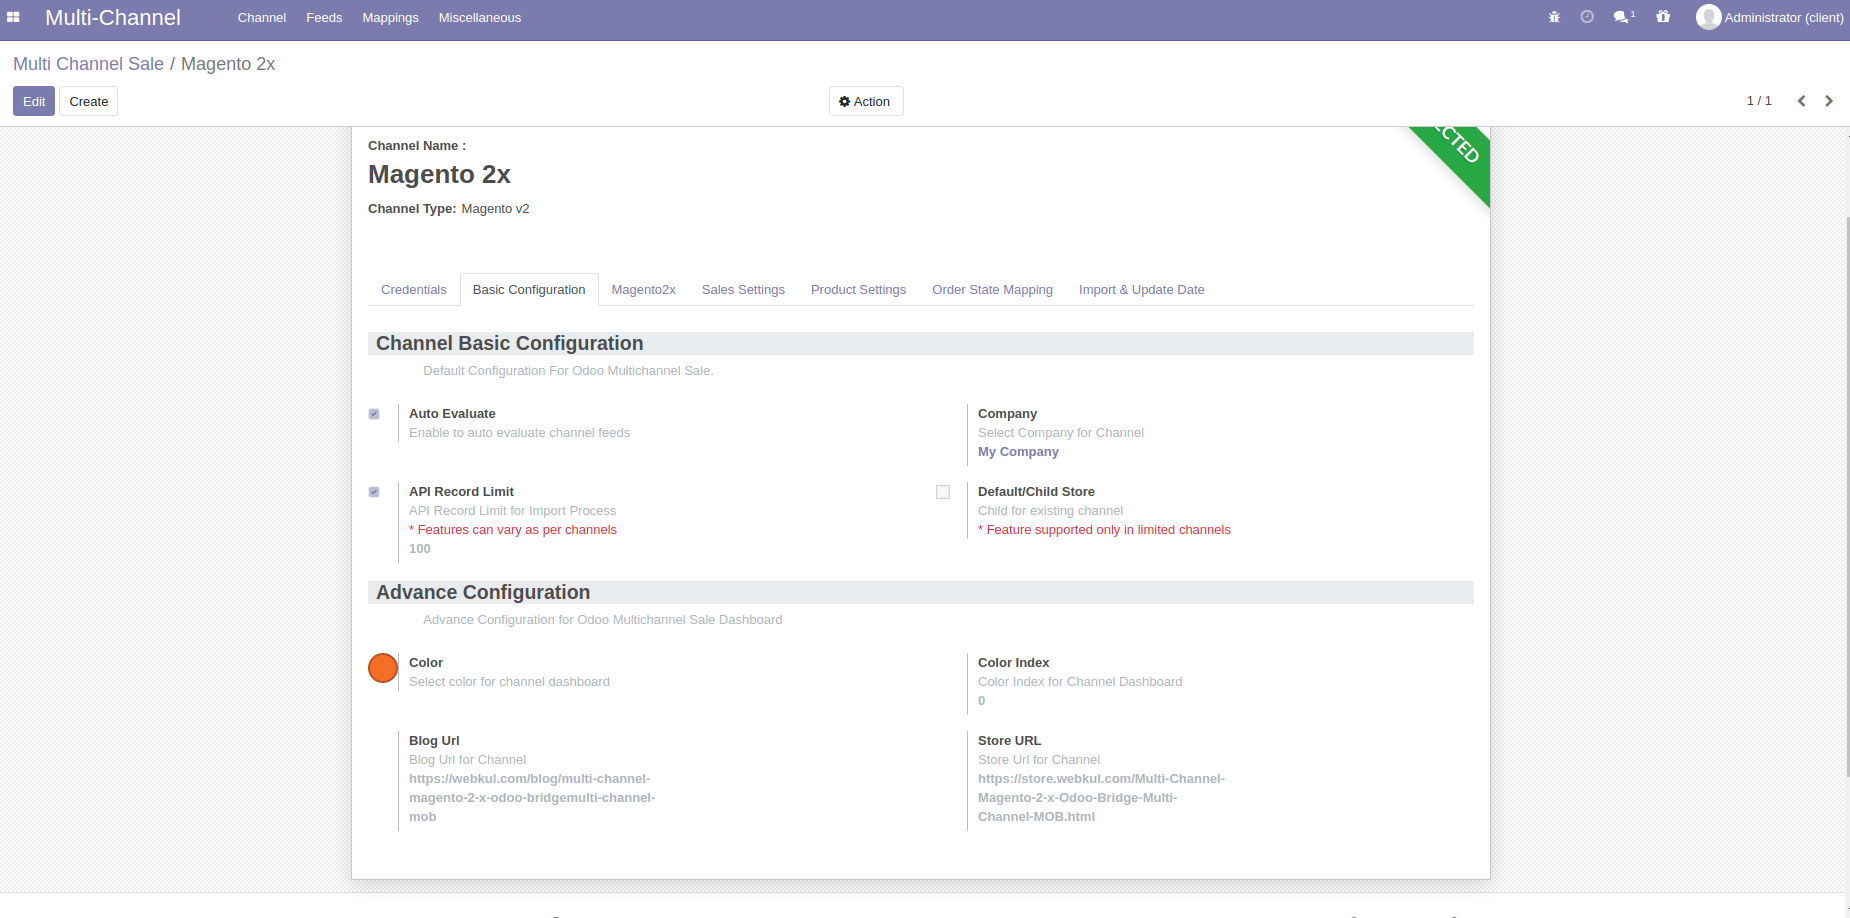 Multi-Channel Channel Feeds Mappings Miscellaneous 1 Administrator (client)
Multi Channel Sale / Magento 2x
Edit Create Action 1 / 1
Channel Name :
Magento 2x
Channel Type: Magento v2
Credentials Basic Configuration Magento2x Sales Settings Product Settings Order State Mapping Import & Update Date
Channel Basic Configuration
Default Configuration For Odoo Multichannel Sale.
Auto Evaluate
Enable to auto evaluate channel feeds
Company
Select Company for Channel
My Company
API Record Limit
API Record Limit for Import Process
* Features can vary as per channels
100
Default/Child Store
Child for existing channel
* Feature supported only in limited channels
Advance Configuration
Advance Configuration for Odoo Multichannel Sale Dashboard
Color
Select color for channel dashboard
Color Index
Color Index for Channel Dashboard
0
Blog Url
Blog Url for Channel
https://webkul.com/blog/multi-channel-
magento-2-x-odoo-bridgemulti-channel-
mob
Store URL
Store Url for Channel
https://store.webkul.com/Multi-Channel-
Magento-2-x-Odoo-Bridge-Multi-
Channel-MOB.html